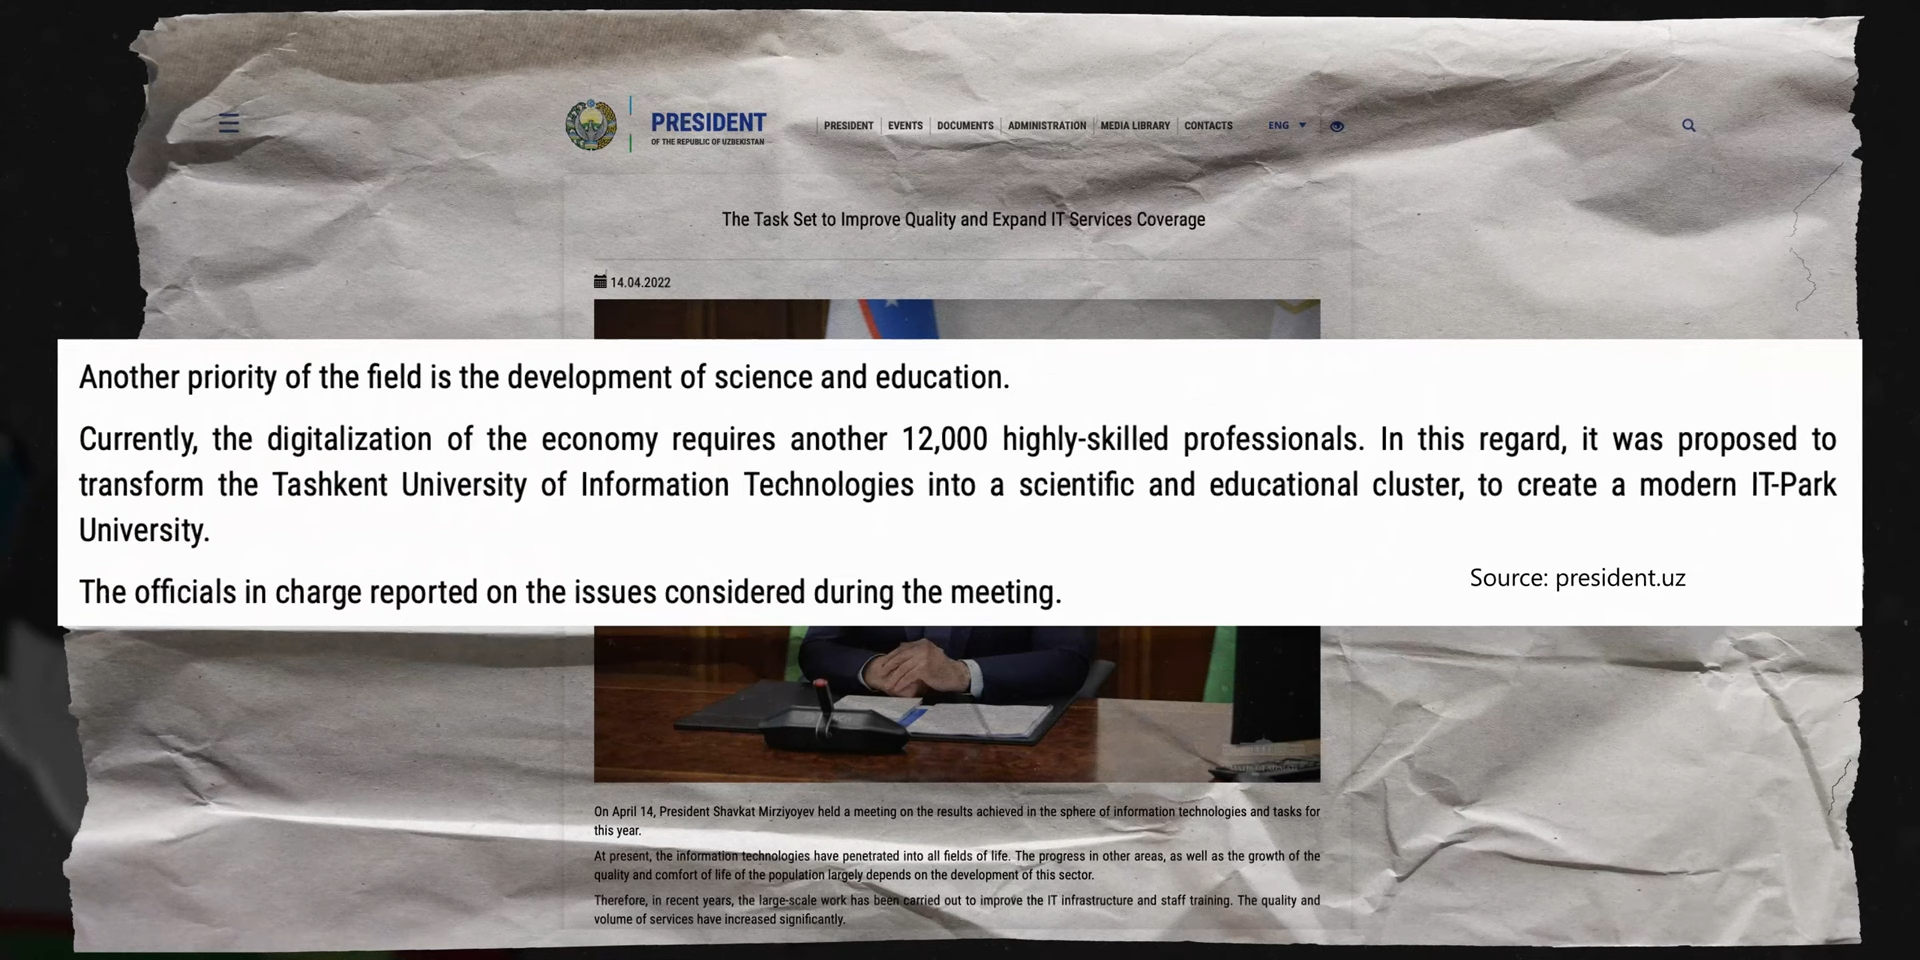 PRESIDENT
OF THE REPUBLIC OF UZBEKISTAN
PRESIDENT EVENTS DOCUMENTS ADMINISTRATION MEDIA LIBRARY CONTACTS ENG
The Task Set to Improve Quality and Expand IT Services Coverage
14.04.2022
Another priority of the field is the development of science and education.
Currently, the digitalization of the economy requires another 12,000 highly-skilled professionals. In this regard, it was proposed to
transform the Tashkent University of Information Technologies into a scientific and educational cluster, to create a modern IT-Park
University.
The officials in charge reported on the issues considered during the meeting.
Source: president.uz
On April 14, President Shavkat Mirziyoyev held a meeting on the results achieved in the sphere of information technologies and tasks for
this year.
At present, the information technologies have penetrated into all fields of life. The progress in other areas, as well as the growth of the
quality and comfort of life of the population largely depends on the development of this sector.
Therefore, in recent years, the large-scale work has been carried out to improve the IT infrastructure and staff training. The quality and
volume of services have increased significantly.